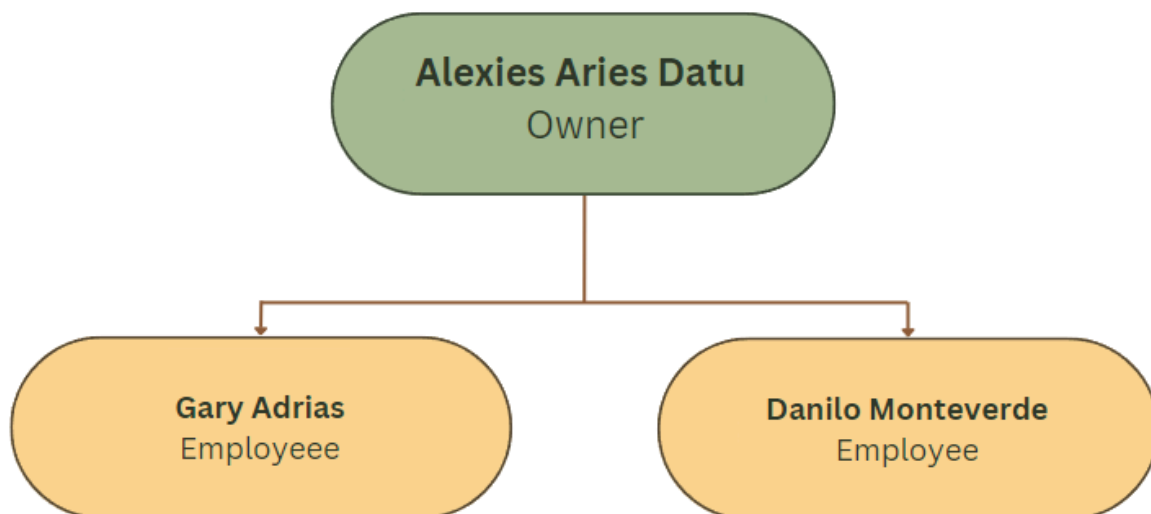 Alexies Aries Datu
Owner
Gary Adrias
Employeee
Danilo Monteverde
Employee